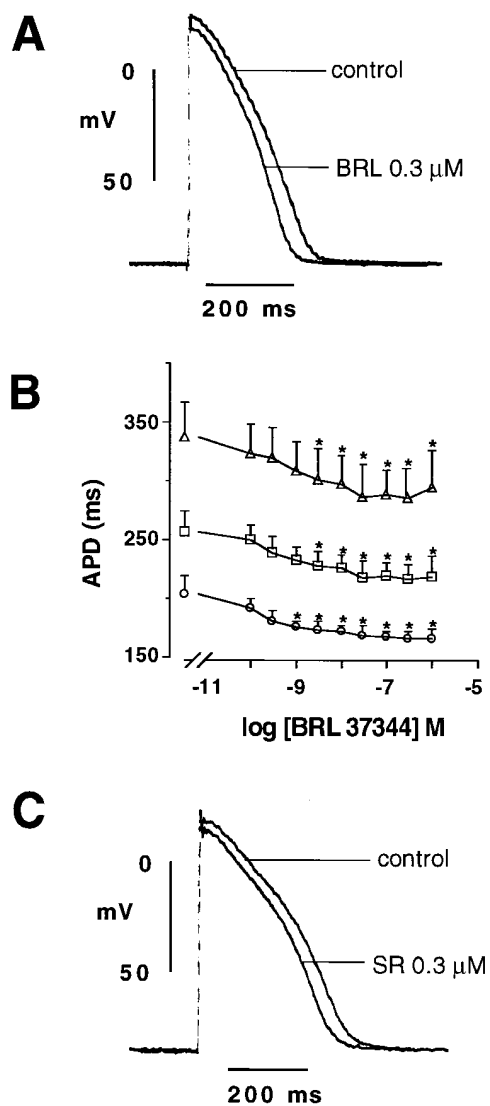 A
0
mV
50
control
BRL 0.3 μM
200 ms
B
350
250
150
APD (ms)
* * * * * *
* * * * * *
* * * * * * *
-11 -9 -7 -5
log [BRL 37344] M
C
0
mV
50
control
SR 0.3 μM
200 ms